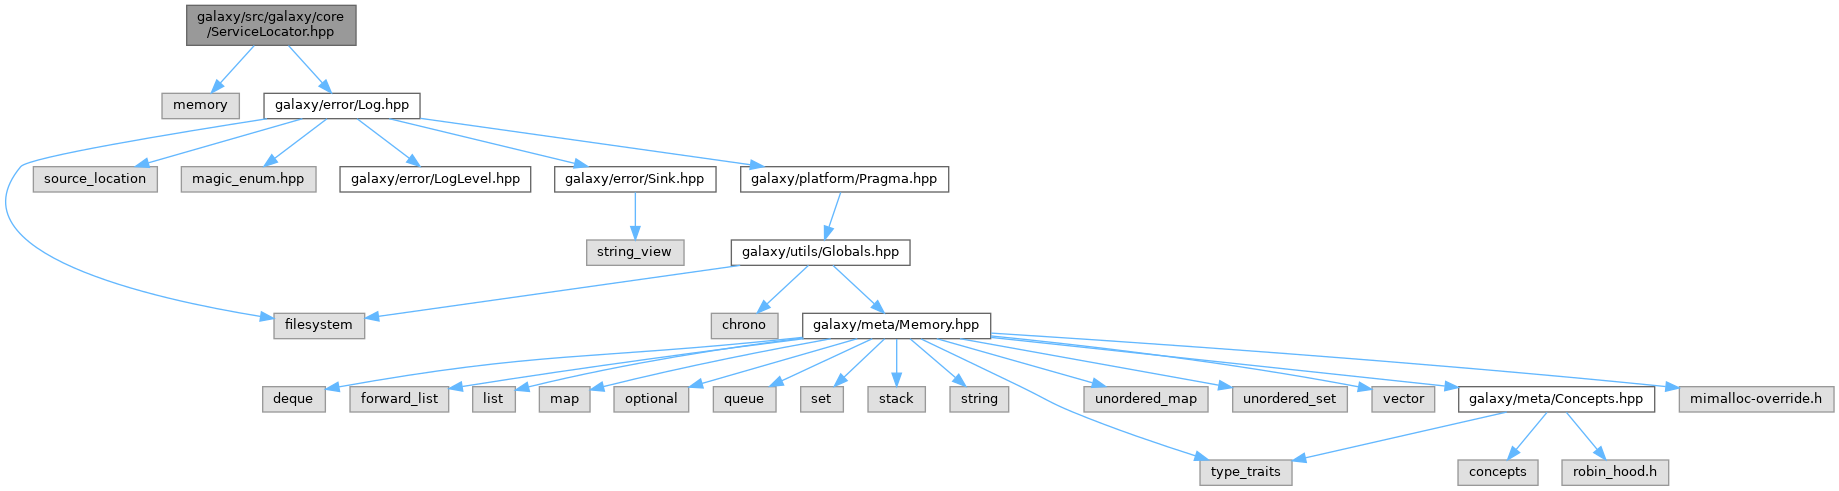 galaxy/src/galaxy/core
/ServiceLocator.hpp
memory
galaxy/error/Log.hpp
source_location
magic_enum.hpp
galaxy/error/LogLevel.hpp
galaxy/error/Sink.hpp
galaxy/platform/Pragma.hpp
string_view
galaxy/utils/Globals.hpp
filesystem
chrono
galaxy/meta/Memory.hpp
deque
forward_list
list
map
optional
queue
set
stack
string
unordered_map
unordered_set
vector
galaxy/meta/Concepts.hpp
mimalloc-override.h
type_traits
concepts
robin_hood.h